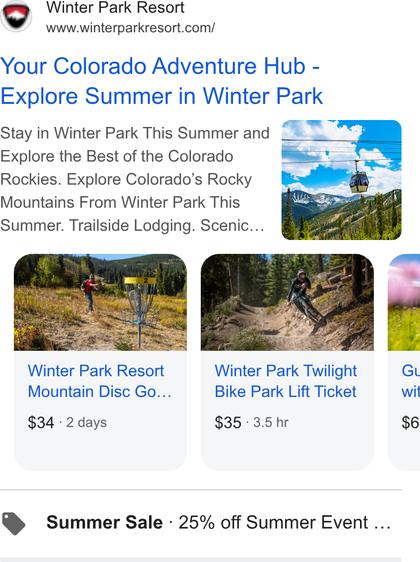 Winter Park Resort
www.winterparkresort.com/
Your Colorado Adventure Hub -
Explore Summer in Winter Park
Stay in Winter Park This Summer and
Explore the Best of the Colorado
Rockies. Explore Colorado's Rocky
Mountains From Winter Park This
Summer. Trailside Lodging. Scenic…
Winter Park Resort
Mountain Disc Go…
$34 · 2 days
Winter Park Twilight
Bike Park Lift Ticket
$35 · 3.5 hr
Summer Sale · 25% off Summer Event …